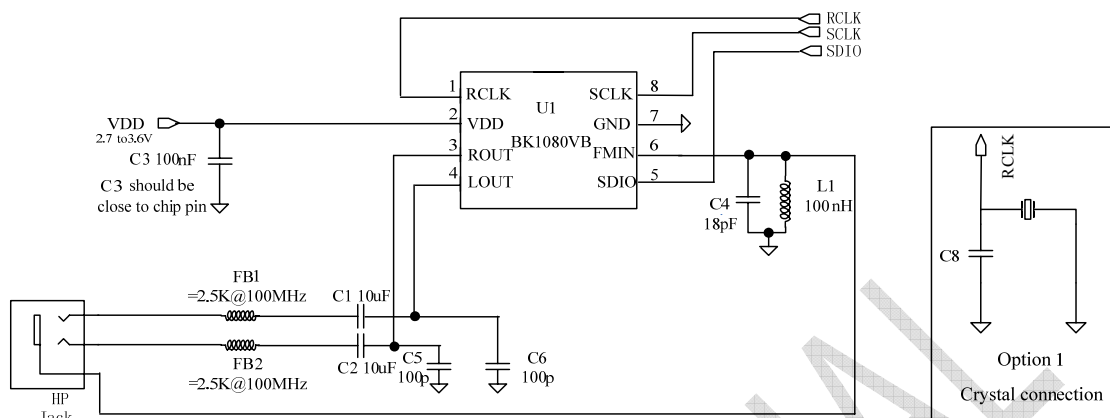 RCLK
SCLK
SDIO
1 RCLK
SCLK 8
U1
VDD
2.7 to3.6V
2 VDD
GND 7
BK1080VB
3 ROUT
FMIN 6
C3 100nF
4 LOUT
SDIO 5
C3 should be
close to chip pin
C4
18pF
L1
100nH
RCLK
C8
FB1
=2.5K@100MHz
C1 10uF
FB2
=2.5K@100MHz
C2 10uF
C5
100p
C6
100p
HP
Jack
Option 1
Crystal connection